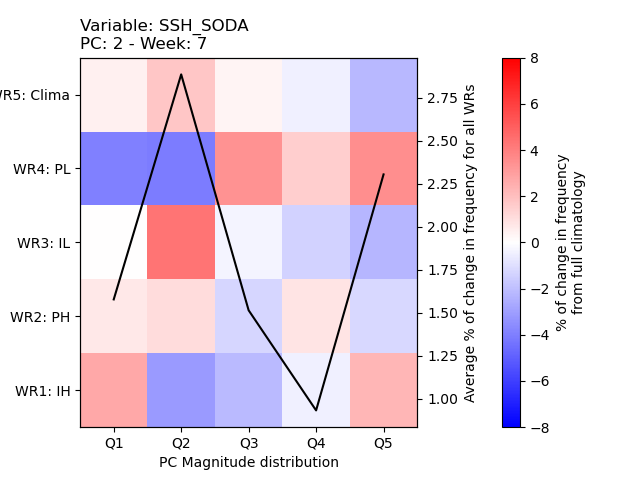 Variable: SSH_SODA
PC: 2 - Week: 7
WR5: Clima
WR4: PL
WR3: IL
WR2: PH
WR1: IH
Q1 Q2 Q3 Q4 Q5
PC Magnitude distribution
2.75
2.50
2.25
2.00
1.75
1.50
1.25
1.00
Average % of change in frequency for all WRs
8
6
4
2
0
−2
−4
−6
−8
% of change in frequency
from full climatology